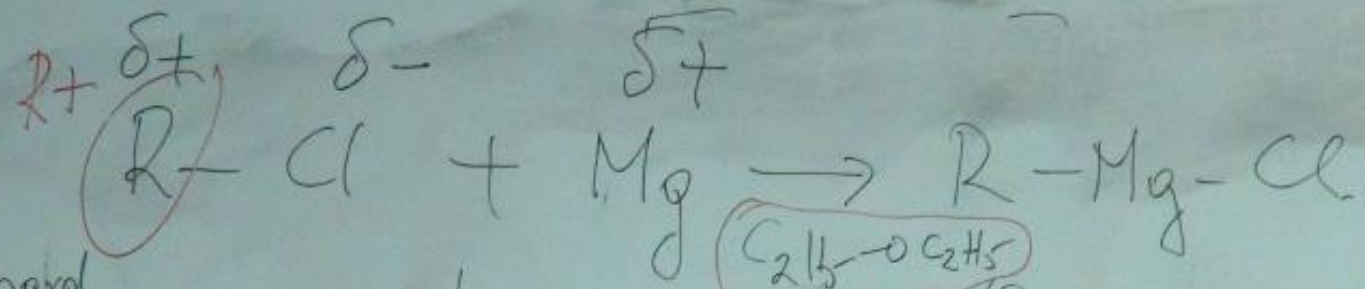 R+ δ+ δ- δ+
R - Cl + Mg → R - Mg - Cl
C2H5-O C2H5